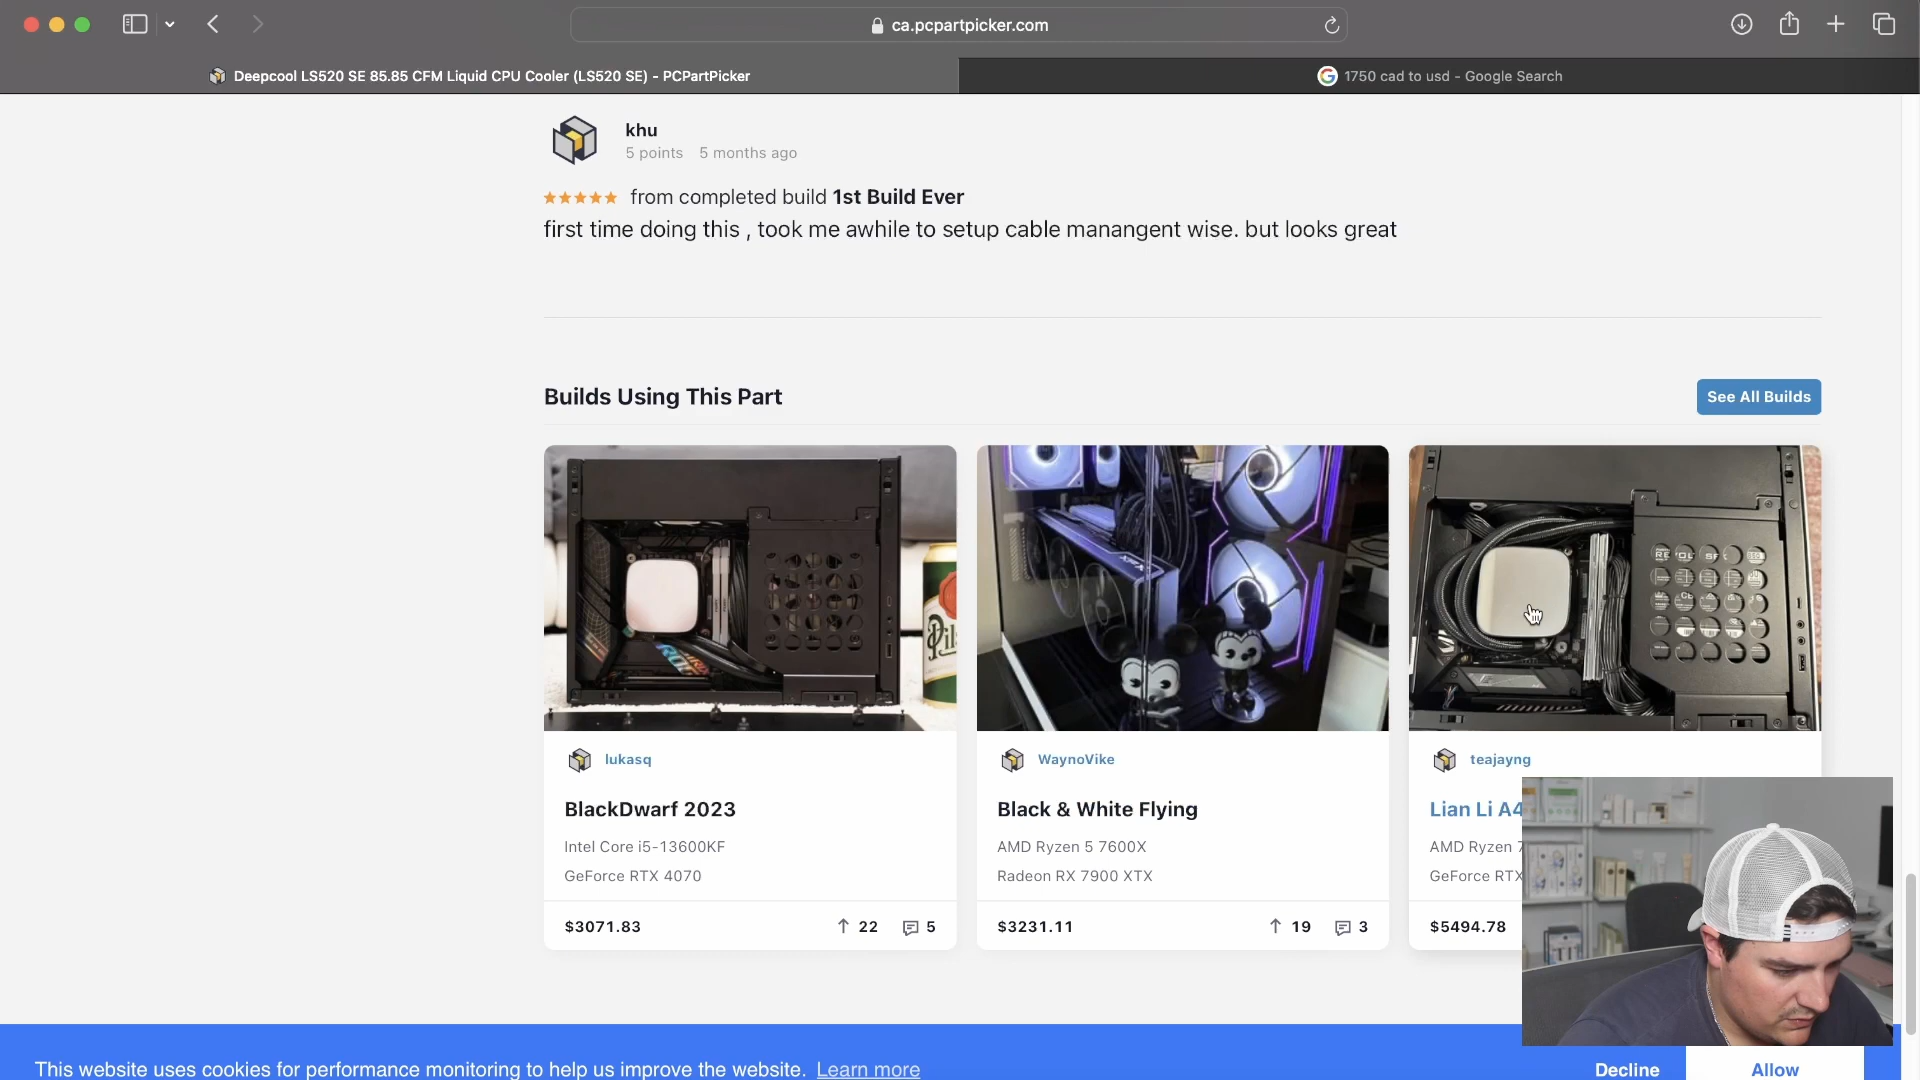 ca.pcpartpicker.com
Deepcool LS520 SE 85.85 CFM Liquid CPU Cooler (LS520 SE) - PCPartPicker
1750 cad to usd - Google Search
khu
5 points 5 months ago
from completed build 1st Build Ever
first time doing this , took me awhile to setup cable manangent wise. but looks great
Builds Using This Part
See All Builds
lukasq
WaynoVike
teajayng
BlackDwarf 2023
Black & White Flying
Lian Li A4
Intel Core i5-13600KF
AMD Ryzen 5 7600X
AMD Ryzen 7
GeForce RTX 4070
Radeon RX 7900 XTX
GeForce RTX
$3071.83
22
5
$3231.11
19
3
$5494.78
This website uses cookies for performance monitoring to help us improve the website. Learn more
Decline
Allow